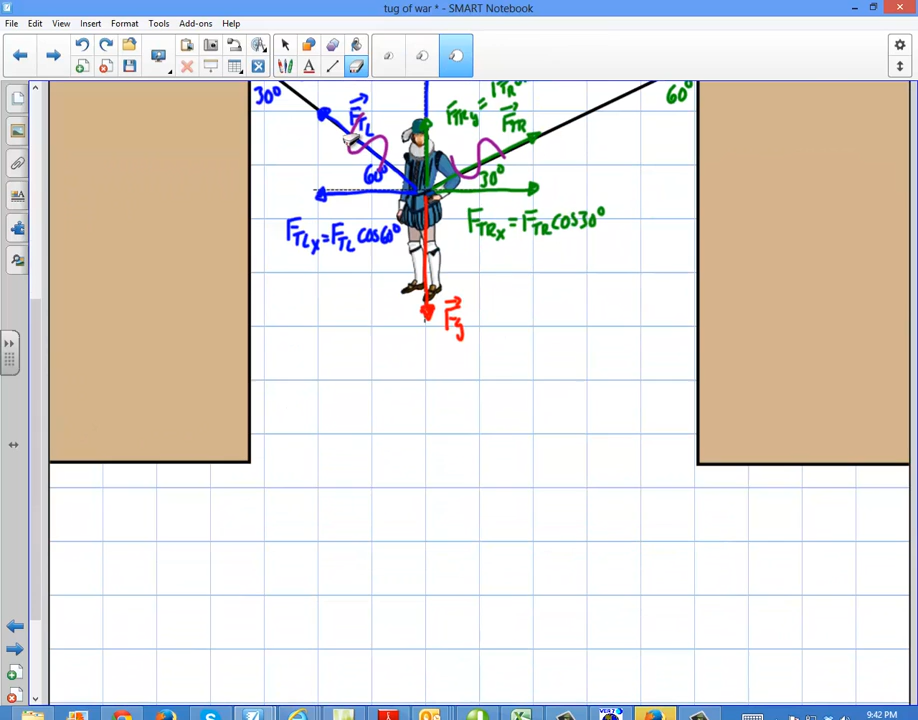 tug of war * - SMART Notebook
File Edit View Insert Format Tools Add-ons Help
30°
F⃗TL
FTRy =
F⃗TR
60°
60°
30°
FTLx = FTL cos60°
FTRx = FTR cos30°
F⃗g
9:42 PM